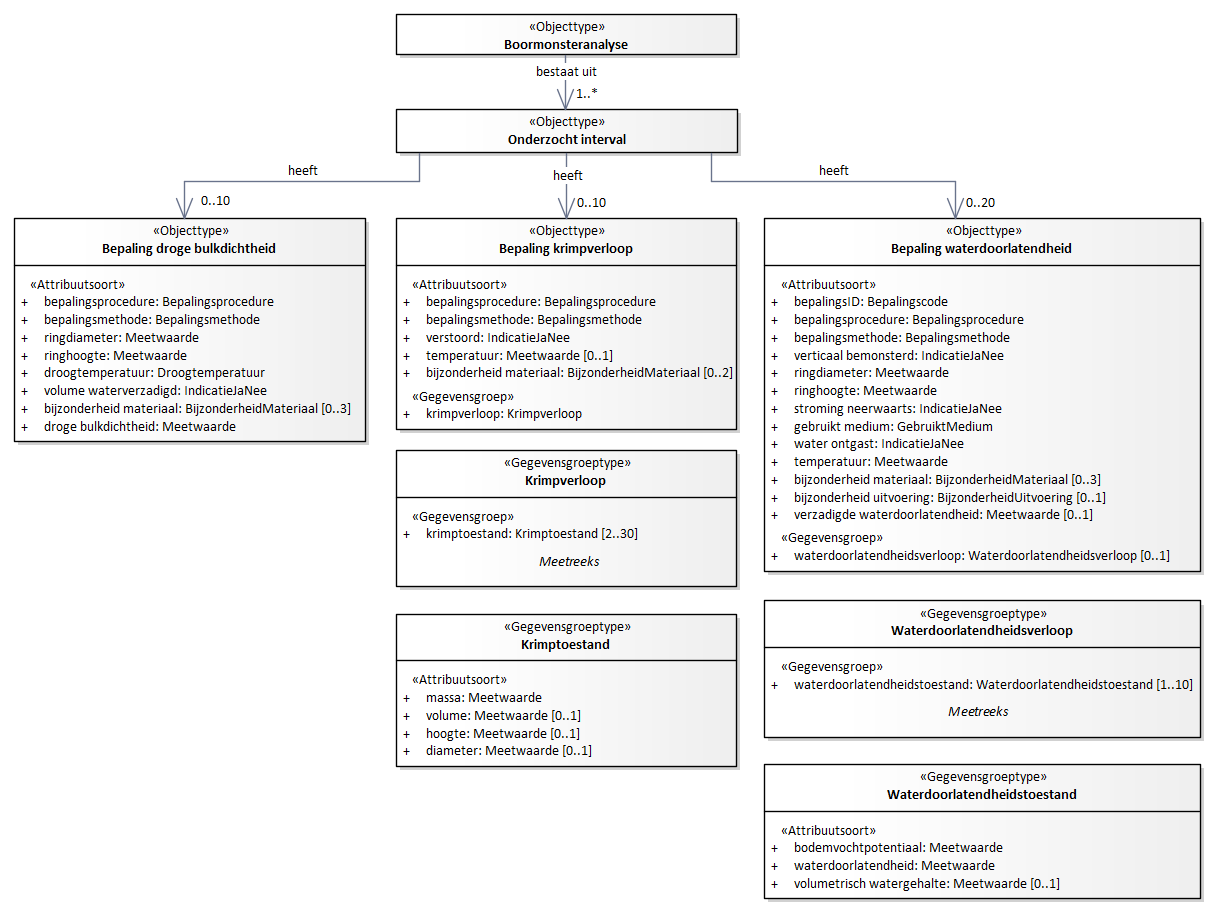 «Objecttype»
Boormonsteranalyse
bestaat uit
1..*
«Objecttype»
Onderzocht interval
heeft
0..10
heeft
0..10
heeft
0..20
«Objecttype»
Bepaling droge bulkdichtheid
«Attribuutsoort»
+ bepalingsprocedure: Bepalingsprocedure
+ bepalingsmethode: Bepalingsmethode
+ ringdiameter: Meetwaarde
+ ringhoogte: Meetwaarde
+ droogtemperatuur: Droogtemperatuur
+ volume waterverzadigd: IndicatieJaNee
+ bijzonderheid materiaal: BijzonderheidMateriaal [0..3]
+ droge bulkdichtheid: Meetwaarde
«Objecttype»
Bepaling krimpverloop
«Attribuutsoort»
+ bepalingsprocedure: Bepalingsprocedure
+ bepalingsmethode: Bepalingsmethode
+ verstoord: IndicatieJaNee
+ temperatuur: Meetwaarde [0..1]
+ bijzonderheid materiaal: BijzonderheidMateriaal [0..2]
«Gegevensgroep»
+ krimpverloop: Krimpverloop
«Gegevensgroeptype»
Krimpverloop
«Gegevensgroep»
+ krimptoestand: Krimptoestand [2..30]
Meetreeks
«Gegevensgroeptype»
Krimptoestand
«Attribuutsoort»
+ massa: Meetwaarde
+ volume: Meetwaarde [0..1]
+ hoogte: Meetwaarde [0..1]
+ diameter: Meetwaarde [0..1]
«Objecttype»
Bepaling waterdoorlatendheid
«Attribuutsoort»
+ bepalingsID: Bepalingscode
+ bepalingsprocedure: Bepalingsprocedure
+ bepalingsmethode: Bepalingsmethode
+ verticaal bemonsterd: IndicatieJaNee
+ ringdiameter: Meetwaarde
+ ringhoogte: Meetwaarde
+ stroming neerwaarts: IndicatieJaNee
+ gebruikt medium: GebruiktMedium
+ water ontgast: IndicatieJaNee
+ temperatuur: Meetwaarde
+ bijzonderheid materiaal: BijzonderheidMateriaal [0..3]
+ bijzonderheid uitvoering: BijzonderheidUitvoering [0..1]
+ verzadigde waterdoorlatendheid: Meetwaarde [0..1]
«Gegevensgroep»
+ waterdoorlatendheidsverloop: Waterdoorlatendheidsverloop [0..1]
«Gegevensgroeptype»
Waterdoorlatendheidsverloop
«Gegevensgroep»
+ waterdoorlatendheidstoestand: Waterdoorlatendheidstoestand [1..10]
Meetreeks
«Gegevensgroeptype»
Waterdoorlatendheidstoestand
«Attribuutsoort»
+ bodemvochtpotentiaal: Meetwaarde
+ waterdoorlatendheid: Meetwaarde
+ volumetrisch watergehalte: Meetwaarde [0..1]